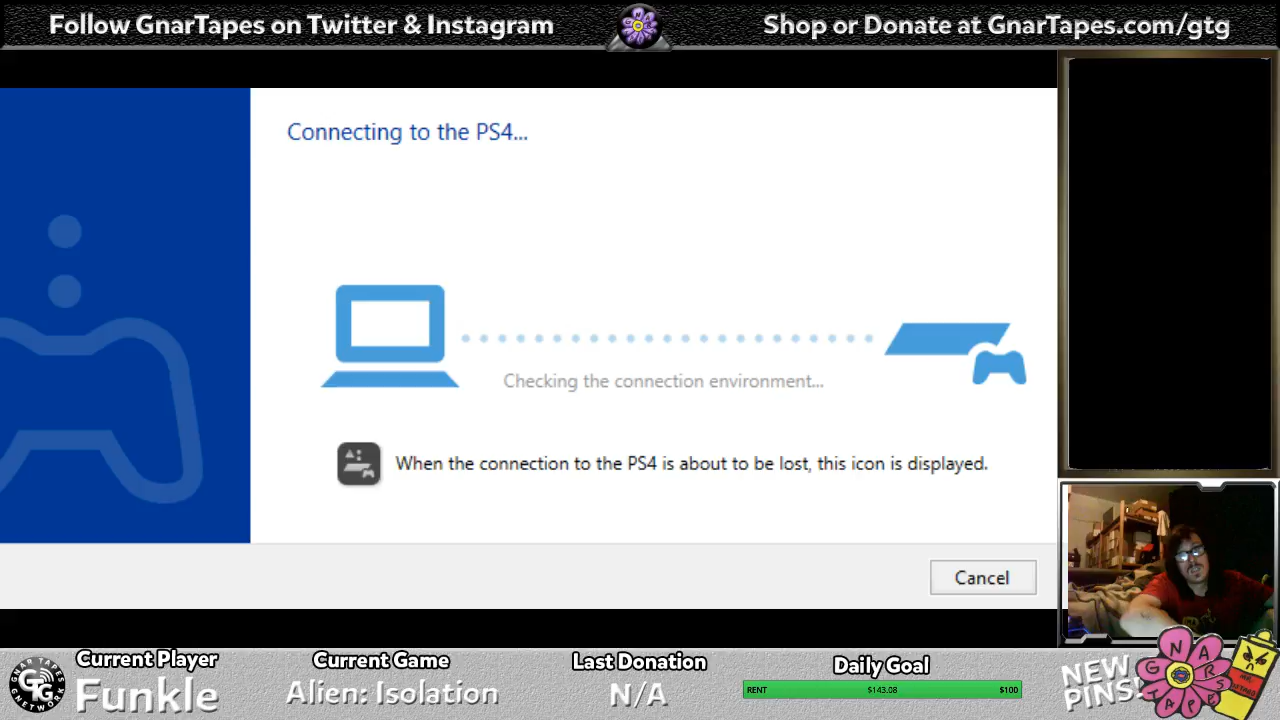 Follow GnarTapes on Twitter & Instagram
Shop or Donate at GnarTapes.com/gtg
Connecting to the PS4...
Checking the connection environment...
When the connection to the PS4 is about to be lost, this icon is displayed.
Cancel
Current Player
Funkle
Current Game
Alien: Isolation
Last Donation
N/A
Daily Goal
RENT $143.08 $100
NEW PINS!
GNAR TAPES